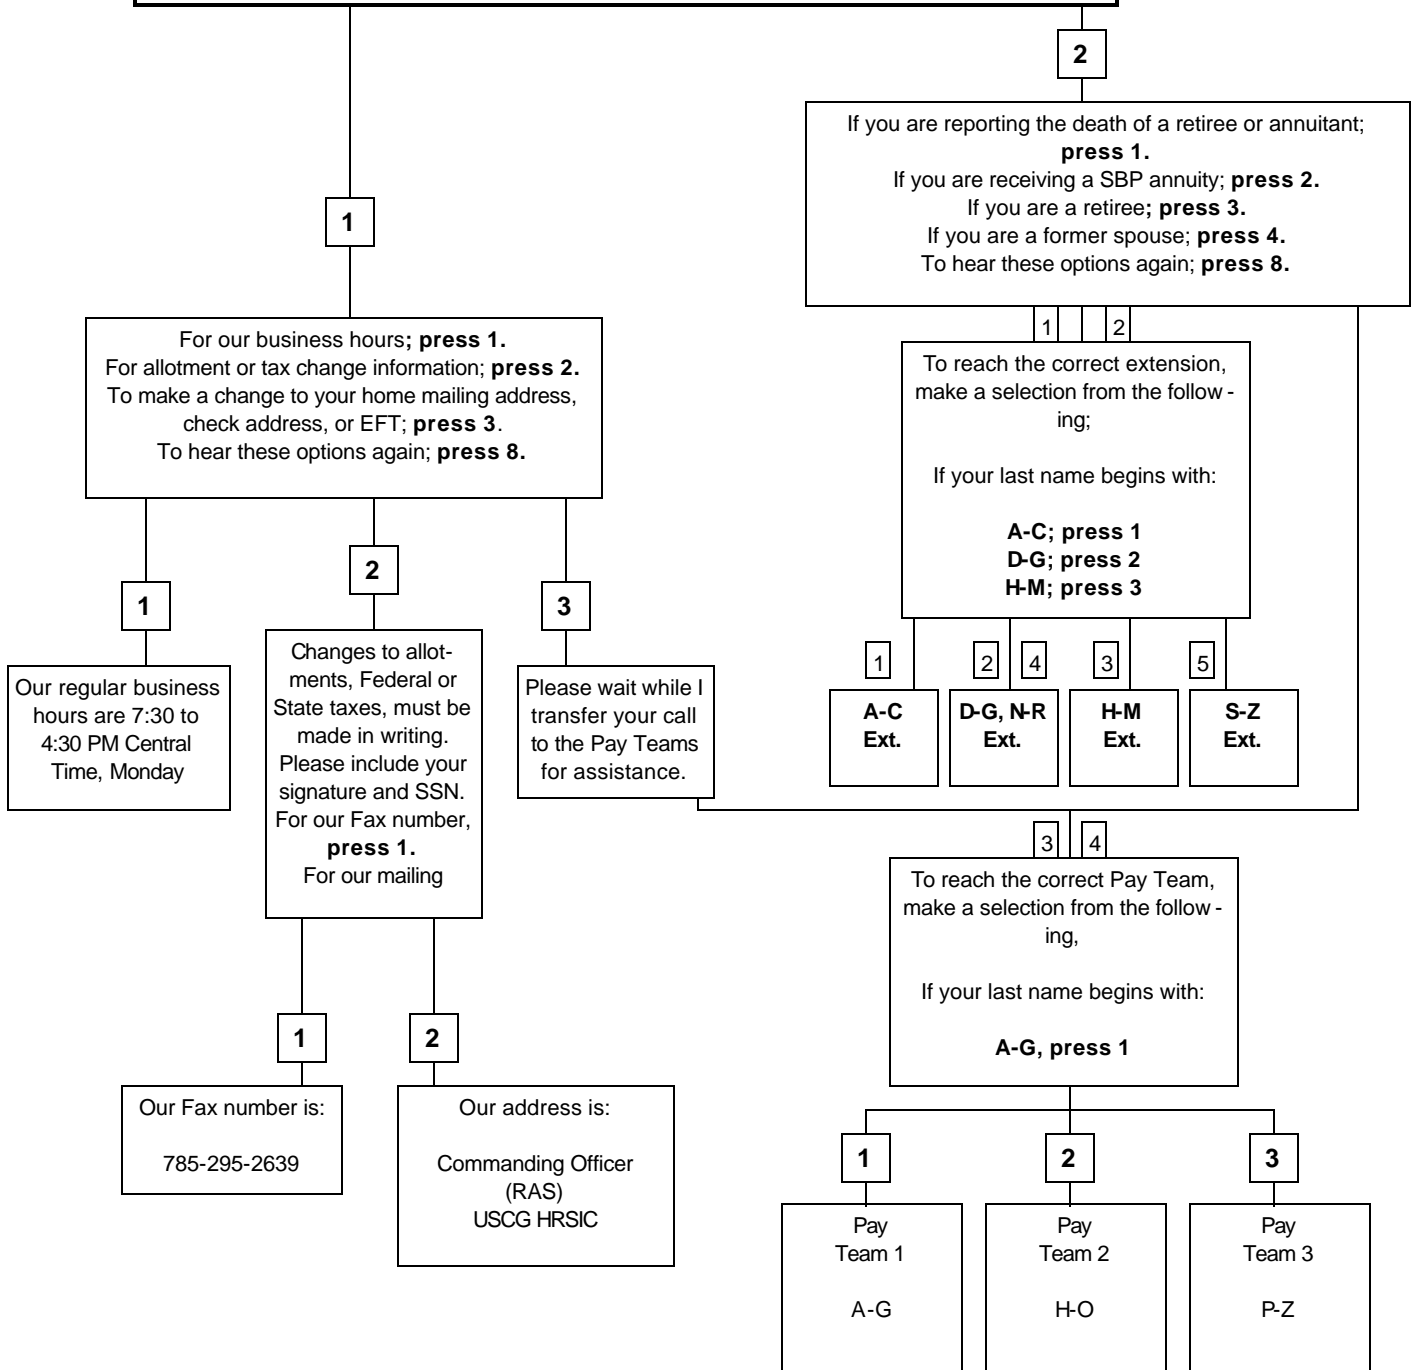 2
If you are reporting the death of a retiree or annuitant;
press 1.
If you are receiving a SBP annuity; press 2.
If you are a retiree; press 3.
If you are a former spouse; press 4.
To hear these options again; press 8.
1
For our business hours; press 1.
For allotment or tax change information; press 2.
To make a change to your home mailing address,
check address, or EFT; press 3.
To hear these options again; press 8.
1 2
To reach the correct extension,
make a selection from the follow -
ing;
If your last name begins with:
A-C; press 1
D-G; press 2
H-M; press 3
1
Our regular business
hours are 7:30 to
4:30 PM Central
Time, Monday
2
Changes to allot-
ments, Federal or
State taxes, must be
made in writing.
Please include your
signature and SSN.
For our Fax number,
press 1.
For our mailing
3
Please wait while I
transfer your call
to the Pay Teams
for assistance.
1
A-C
Ext.
2 4
D-G, N-R
Ext.
3
H-M
Ext.
5
S-Z
Ext.
3 4
To reach the correct Pay Team,
make a selection from the follow -
ing,
If your last name begins with:
A-G, press 1
1
Our Fax number is:
785-295-2639
2
Our address is:
Commanding Officer
(RAS)
USCG HRSIC
1
Pay
Team 1
A-G
2
Pay
Team 2
H-O
3
Pay
Team 3
P-Z